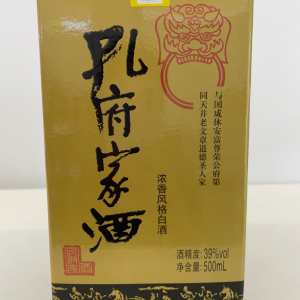 孔府家酒
与国咸休安富尊荣公府第
同天并老文章道德圣人家
浓香风格白酒
酒精度:39%vol
净含量:500mL